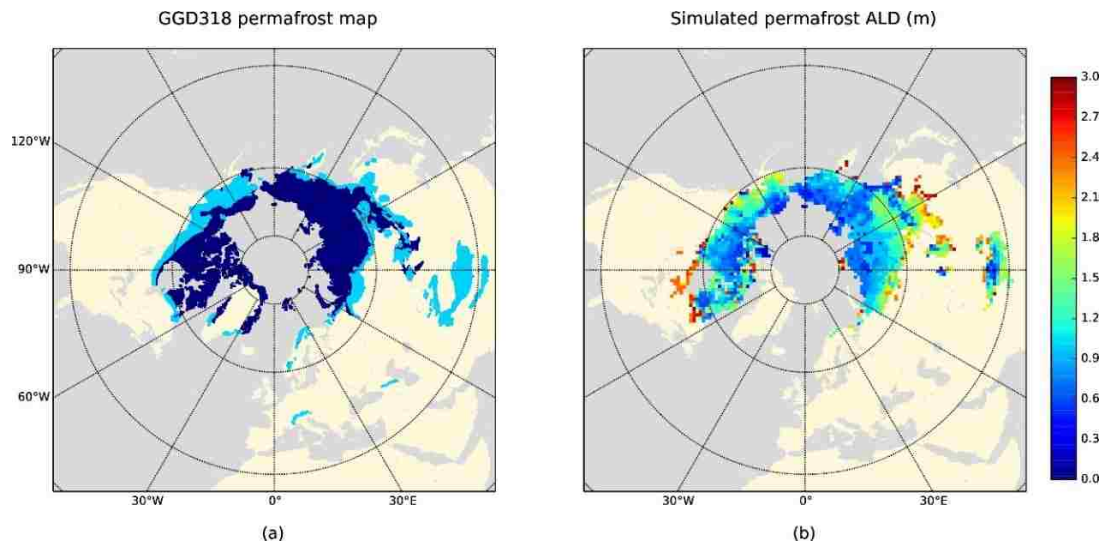 GGD318 permafrost map
Simulated permafrost ALD (m)
120°W
90°W
60°W
30°W
0°
30°E
30°W
0°
30°E
3.0
2.7
2.4
2.1
1.8
1.5
1.2
0.9
0.6
0.3
0.0
(a)
(b)